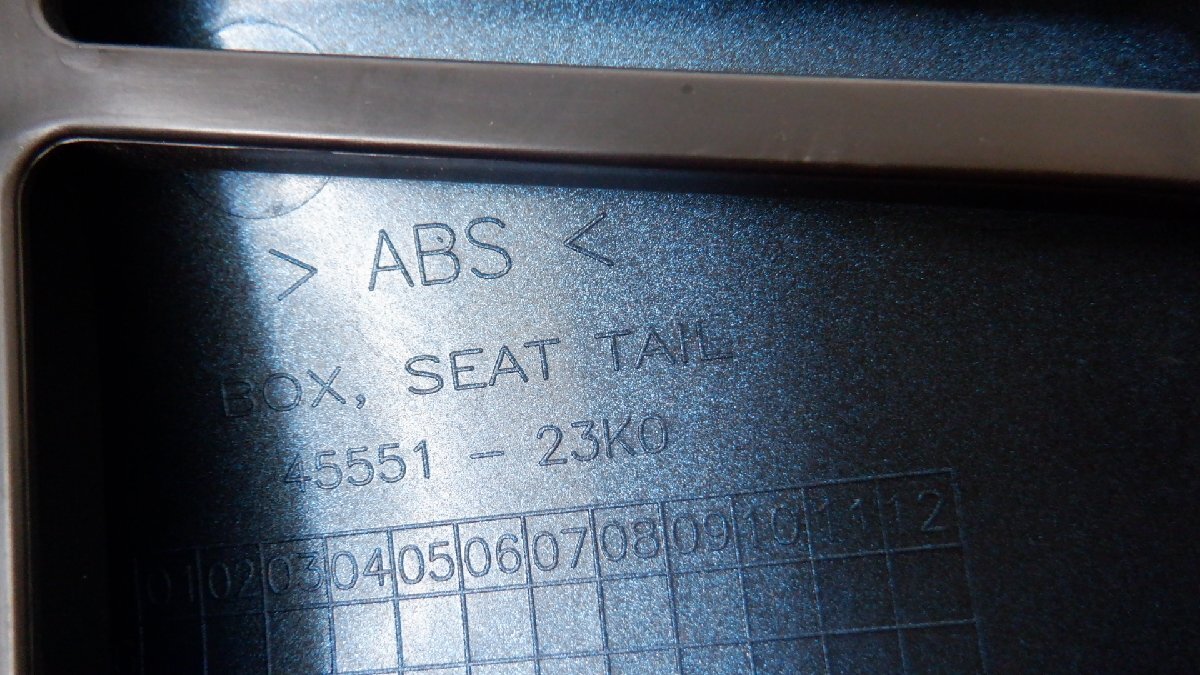 > ABS <
BOX, SEAT TAIL
45551 - 23K0
01 02 03 04 05 06 07 08 09 10 11 12